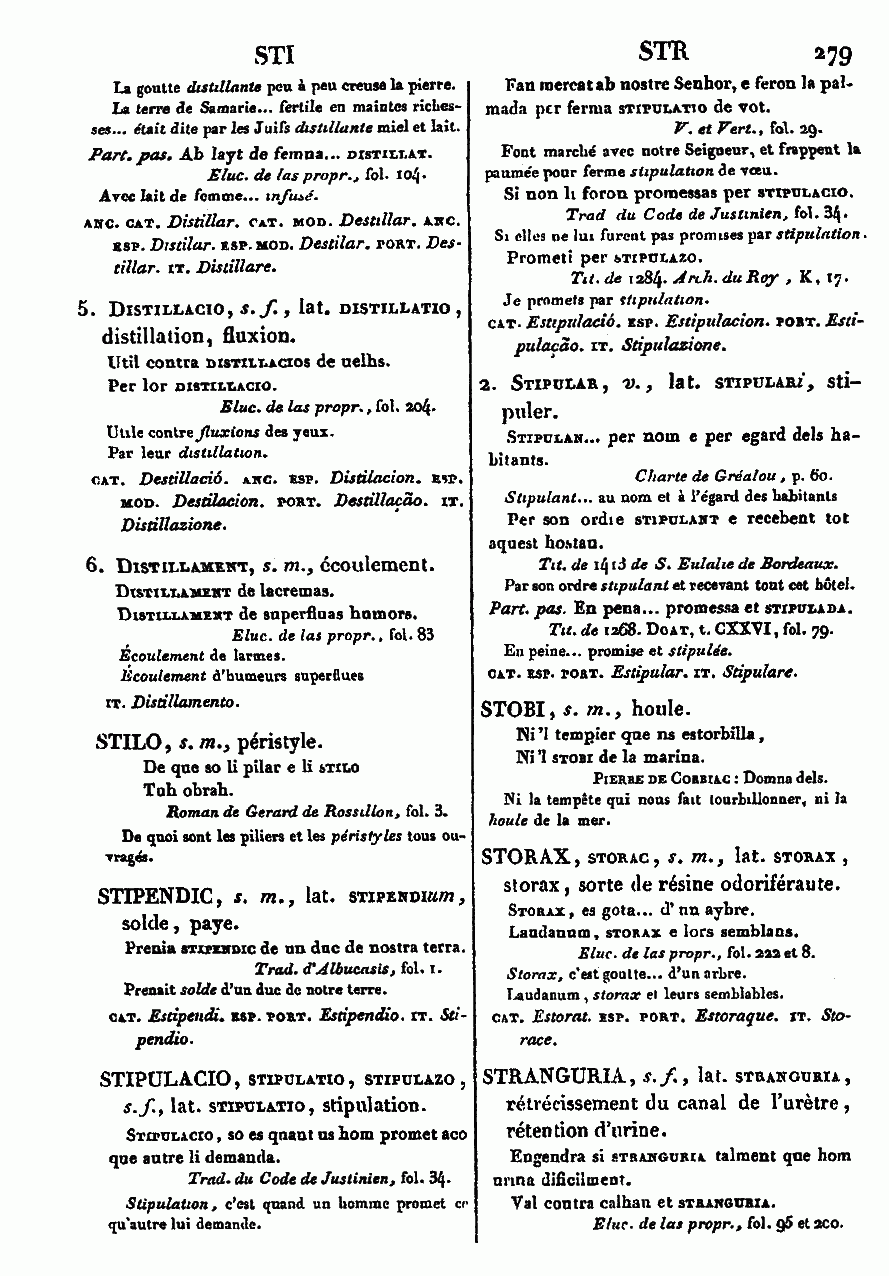 STI
STR 279
La goutte distillante peu à peu creuse la pierre.
La terre de Samarie... fertile en maintes riches-
ses... était dite par les Juifs distillante miel et lait.
Part. pas. Ab layt de femna... DISTILLAT.
Eluc. de las propr., fol. 104.
Avec lait de femme... infusé.
ANC. CAT. Distillar. CAT. MOD. Destillar. ANC.
ESP. Distilar. ESP. MOD. Destilar. PORT. Des-
tillar. IT. Distillare.
5. DISTILLACIO, s. f., lat. DISTILLATIO,
distillation, fluxion.
Util contra DISTILLACIOS de uelhs.
Per lor DISTILLACIO.
Eluc. de las propr., fol. 204.
Utile contre fluxions des yeux.
Par leur distillation.
CAT. Destillació. ANC. ESP. Distilacion. ESP.
MOD. Destilacion. PORT. Destillação. IT.
Distillazione.
6. DISTILLAMENT, s. m., écoulement.
DISTILLAMENT de lacremas.
DISTILLAMENT de superfluas humors.
Eluc. de las propr., fol. 83
Écoulement de larmes.
Écoulement d'humeurs superflues
IT. Distillamento.
STILO, s. m., péristyle.
De que so li pilar e li STILO
Tuh obrah.
Roman de Gerard de Rossillon, fol. 3.
De quoi sont les piliers et les péristyles tous ou-
vragés.
STIPENDIC, s. m., lat. STIPENDIum,
solde, paye.
Prenia STIPENDIC de un duc de nostra terra.
Trad. d'Albucasis, fol. 1.
Prenait solde d'un duc de notre terre.
CAT. Estipendi. ESP. PORT. Estipendio. IT. Sti-
pendio.
STIPULACIO, STIPULATIO, STIPULAZO,
s. f., lat. STIPULATIO, stipulation.
STIPULACIO, so es quant us hom promet aco
que autre li demanda.
Trad. du Code de Justinien, fol. 34.
Stipulation, c'est quand un homme promet ce
qu'autre lui demande.
Fan mercat ab nostre Senhor, e feron la pal-
mada per ferma STIPULATIO de vot.
V. et Vert., fol. 29.
Font marché avec notre Seigneur, et frappent la
paumée pour ferme stipulation de vœu.
Si non li foron promessas per STIPULACIO.
Trad du Code de Justinien, fol. 34.
Si elles ne lui furent pas promises par stipulation.
Prometi per STIPULAZO.
Tit. de 1284. Arch. du Roy, K, 17.
Je promets par stipulation.
CAT. Estipulació. ESP. Estipulacion. PORT. Esti-
pulação. IT. Stipulazione.
2. STIPULAR, v., lat. STIPULARI, sti-
puler.
STIPULAN... per nom e per egard dels ha-
bitants.
Charte de Gréalou, p. 60.
Stipulant... au nom et à l'égard des habitants
Per son ordre STIPULANT e recebent tot
aquest hostau.
Tit. de 1413 de S. Eulalie de Bordeaux.
Par son ordre stipulant et recevant tout cet hôtel.
Part. pas. En pena... promessa et STIPULADA.
Tit. de 1268. DOAT, t. CXXVI, fol. 79.
En peine... promise et stipulée.
CAT. ESP. PORT. Estipular. IT. Stipulare.
STOBI, s. m., houle.
Ni'l tempier que ns estorbilla,
Ni'l STOBI de la marina.
PIERRE DE CORBIAC : Domna dels.
Ni la tempête qui nous fait tourbillonner, ni la
houle de la mer.
STORAX, STORAC, s. m., lat. STORAX,
storax, sorte de résine odoriférante.
STORAX, es gota... d'un aybre.
Laudanum, STORAX e lors semblans.
Eluc. de las propr., fol. 222 et 8.
Storax, c'est goutte... d'un arbre.
Laudanum, storax et leurs semblables.
CAT. Estorat. ESP. PORT. Estoraque. IT. Sto-
race.
STRANGURIA, s. f., lat. STRANGURIA,
rétrécissement du canal de l'urètre,
rétention d'urine.
Engendra si STRANGURIA talment que hom
urina dificilment.
Val contra calhan et STRANGURIA.
Eluc. de las propr., fol. 95 et 200.